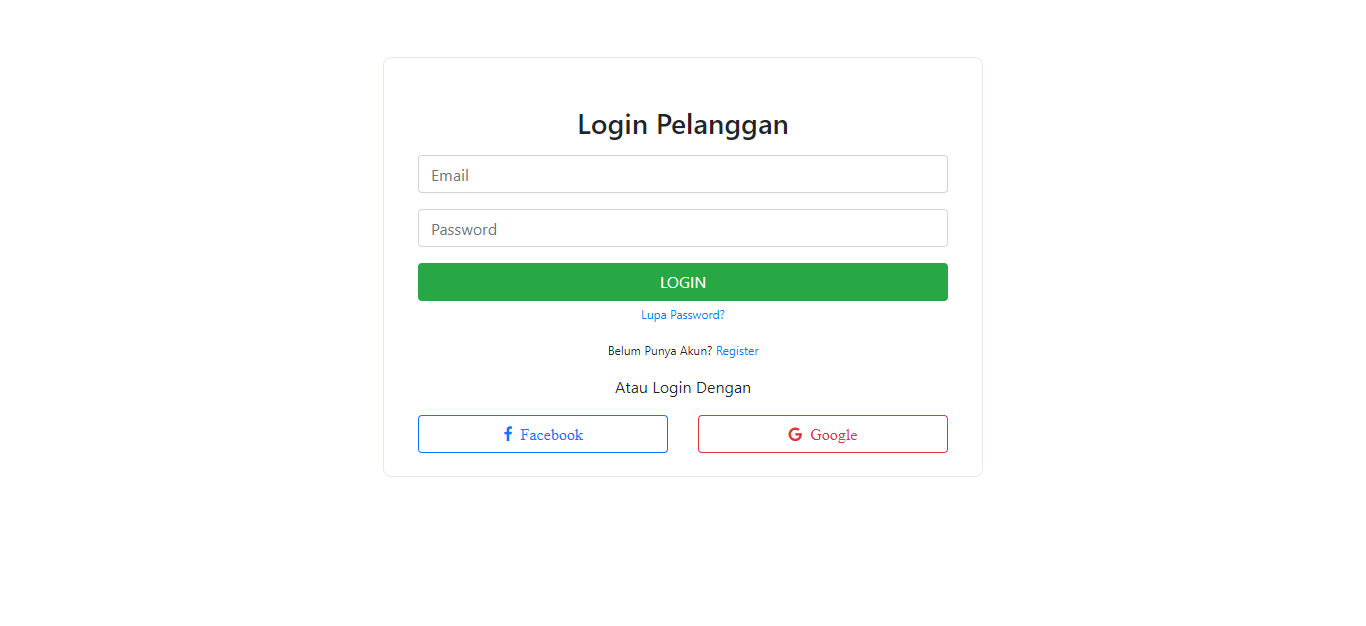 Login Pelanggan
Email
Password
LOGIN
Lupa Password?
Belum Punya Akun? Register
Atau Login Dengan
Facebook
Google